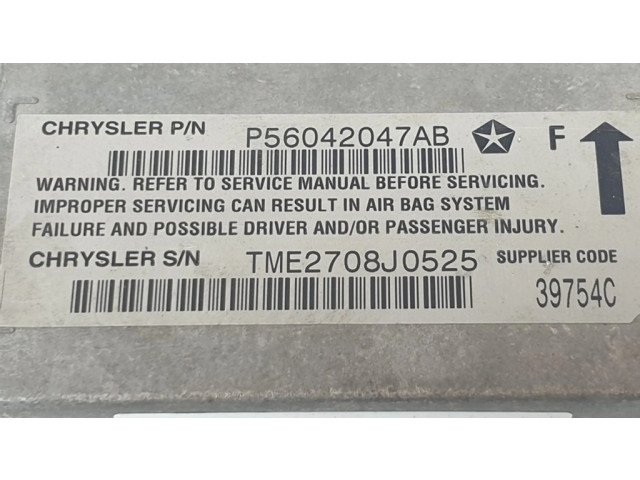 CHRYSLER P/N P56042047AB F
WARNING. REFER TO SERVICE MANUAL BEFORE SERVICING.
IMPROPER SERVICING CAN RESULT IN AIR BAG SYSTEM
FAILURE AND POSSIBLE DRIVER AND/OR PASSENGER INJURY.
CHRYSLER S/N TME2708J0525 SUPPLIER CODE
39754C